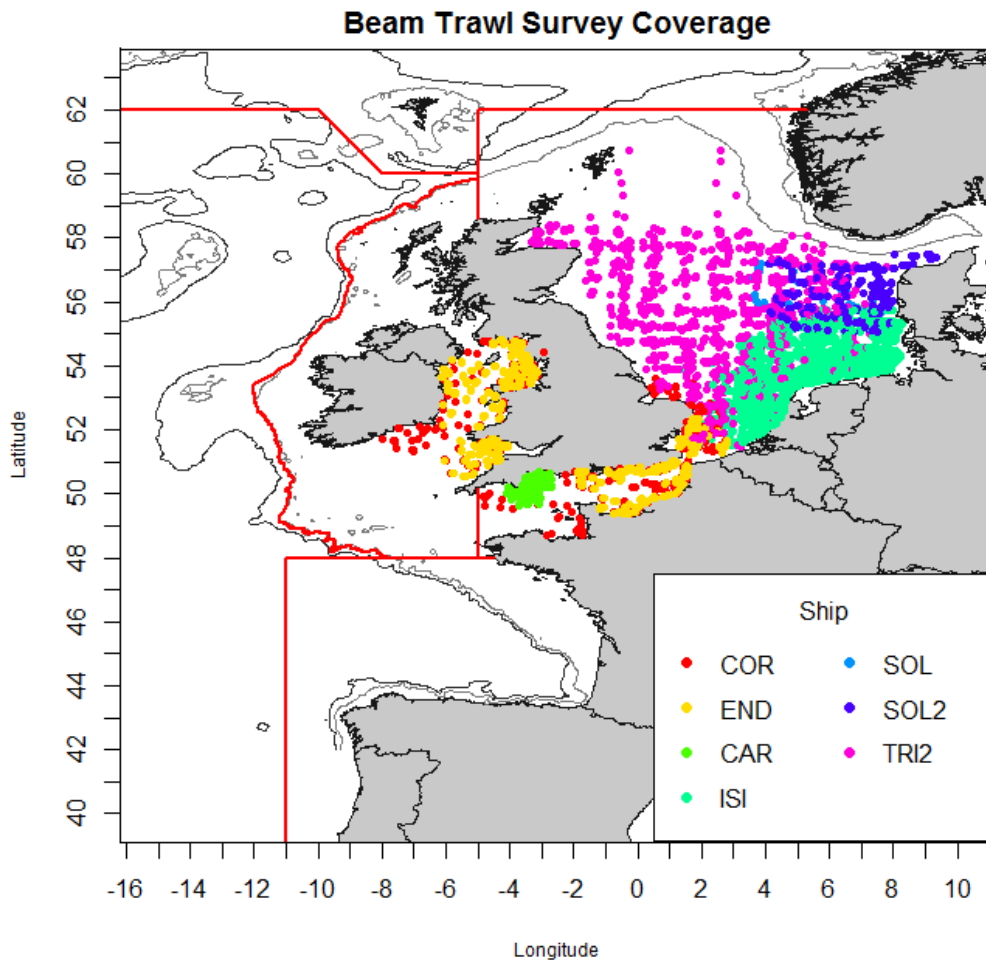 Beam Trawl Survey Coverage
62
60
58
56
54
52
50
48
46
44
42
40
Latitude
Ship
COR SOL
END SOL2
CAR TRI2
ISI
-16 -14 -12 -10 -8 -6 -4 -2 0 2 4 6 8 10
Longitude